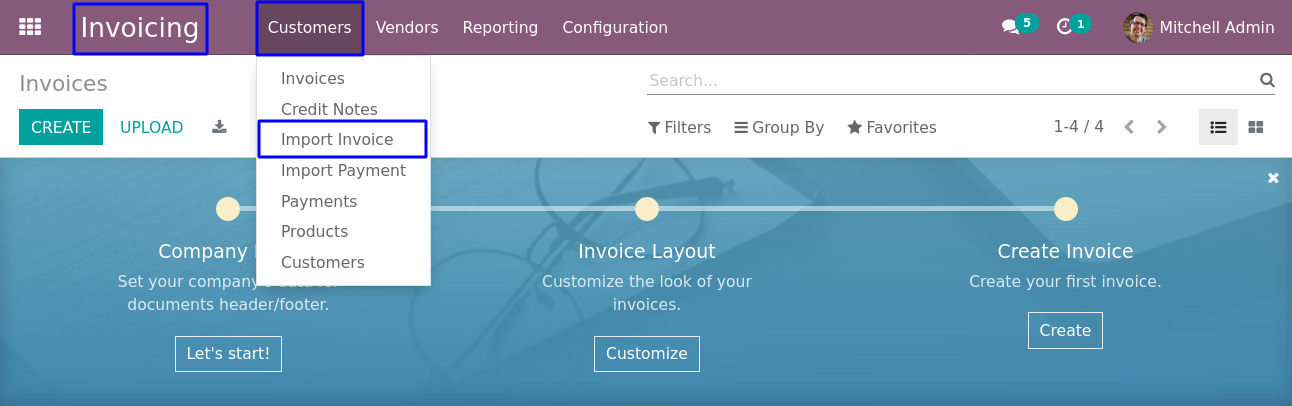 Invoicing Customers Vendors Reporting Configuration 5 1 Mitchell Admin
Invoices
Search...
CREATE UPLOAD
Filters Group By Favorites 1-4 / 4
Invoices
Credit Notes
Import Invoice
Import Payment
Payments
Products
Customers
Company
Set your company's data for
documents header/footer.
Let's start!
Invoice Layout
Customize the look of your
invoices.
Customize
Create Invoice
Create your first invoice.
Create